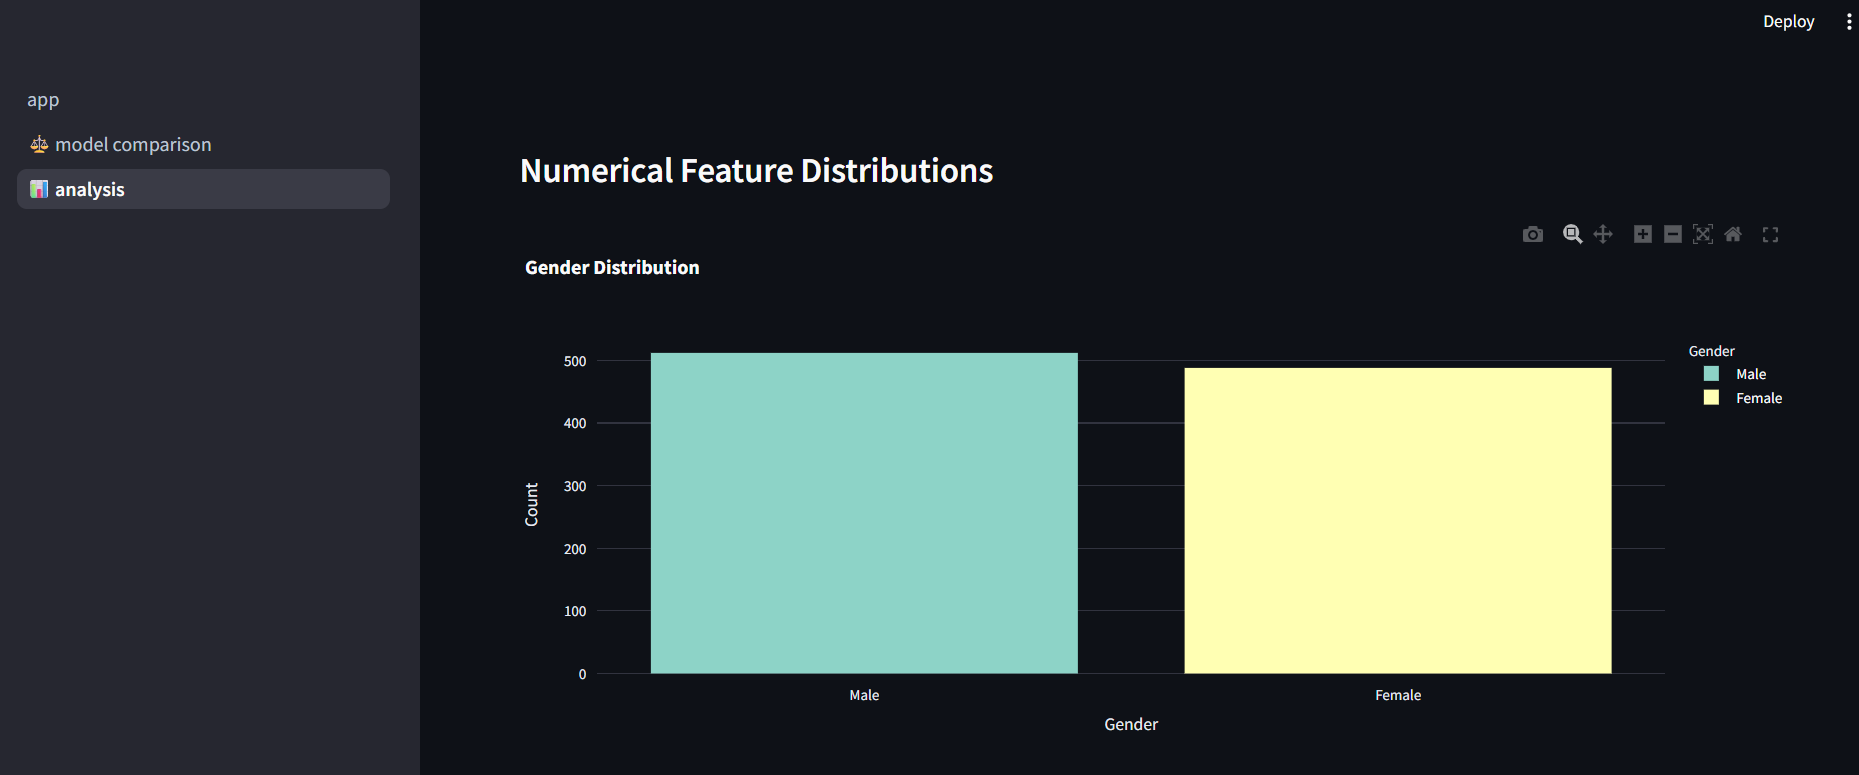 Deploy
app
model comparison
analysis
Numerical Feature Distributions
Gender Distribution
500
400
300
200
100
0
Count
Male
Female
Gender
Gender
Male
Female